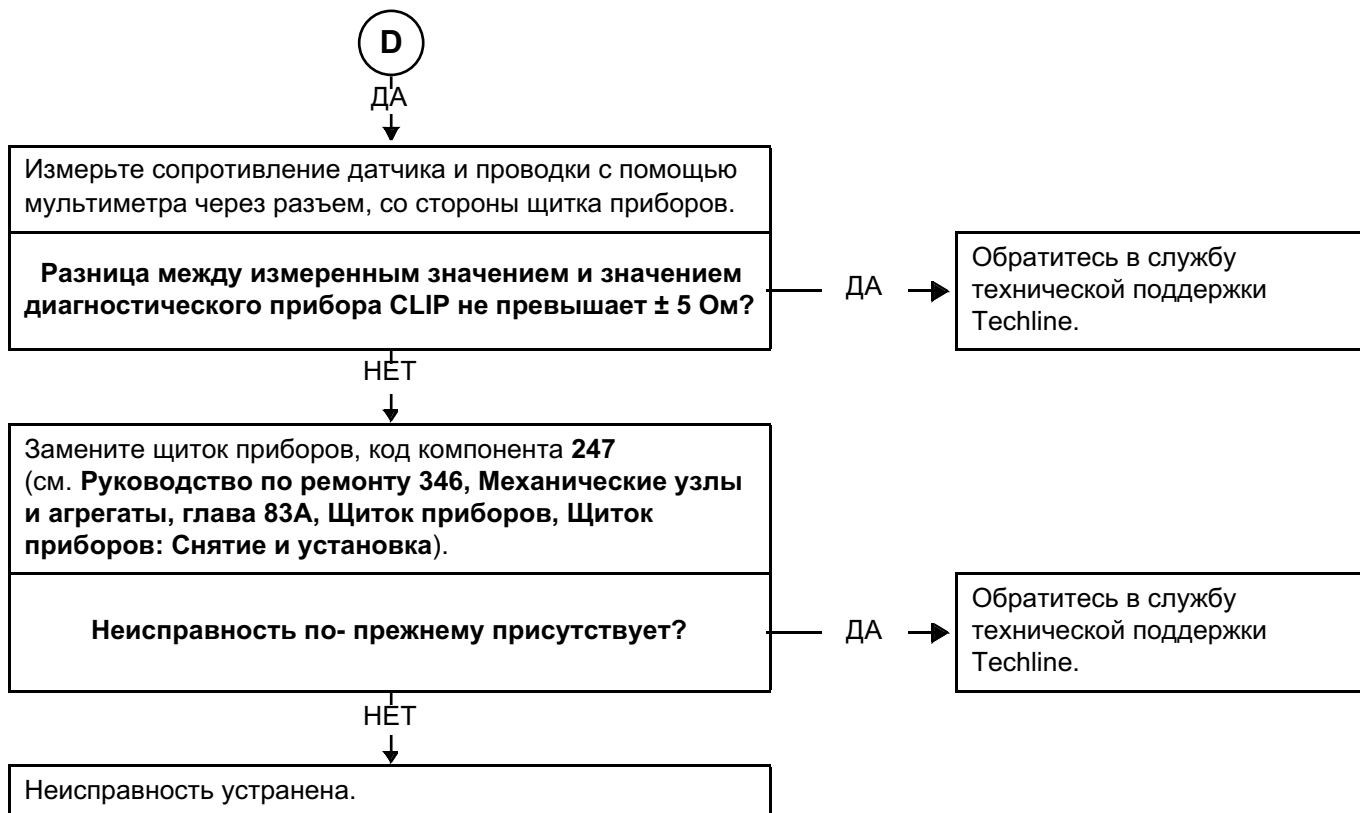 D
ДА
Измерьте сопротивление датчика и проводки с помощью
мультиметра через разъем, со стороны щитка приборов.
Разница между измеренным значением и значением
диагностического прибора CLIP не превышает ± 5 Ом?
ДА
Обратитесь в службу
технической поддержки
Techline.
НЕТ
Замените щиток приборов, код компонента 247
(см. Руководство по ремонту 346, Механические узлы
и агрегаты, глава 83A, Щиток приборов, Щиток
приборов: Снятие и установка).
Неисправность по- прежнему присутствует?
ДА
Обратитесь в службу
технической поддержки
Techline.
НЕТ
Неисправность устранена.